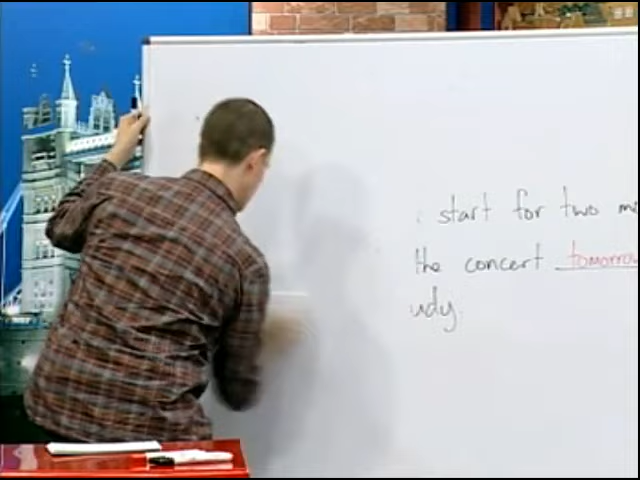 start for two
the concert tomorrow
udy.